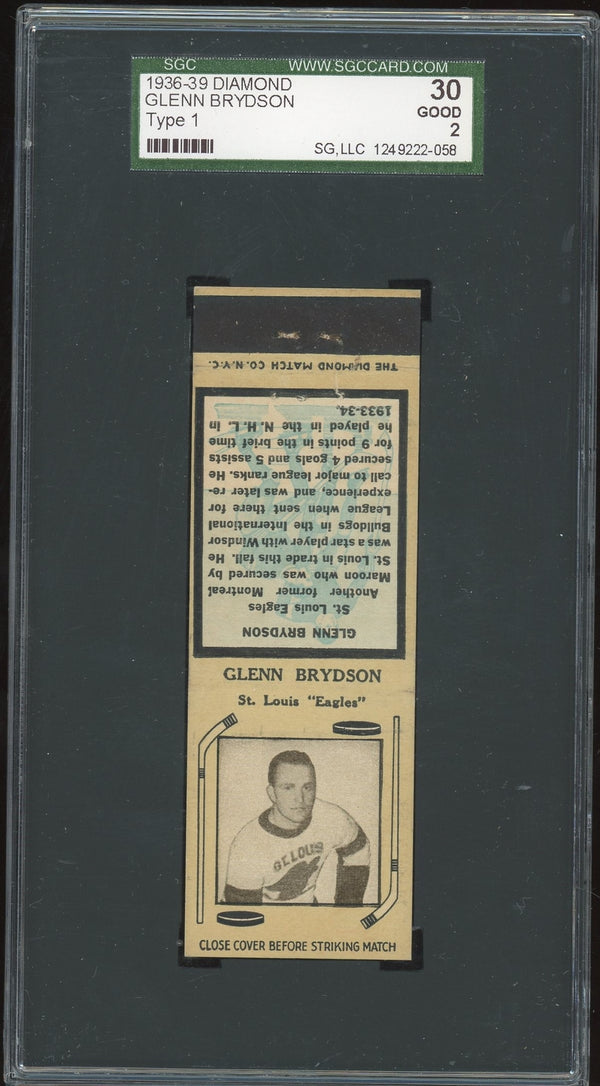 SGC WWW.SGCCARD.COM
1936-39 DIAMOND 30
GLENN BRYDSON GOOD
Type 1 2
SG,LLC 1249222-058
THE DIAMOND MATCH CO. N.Y.C.
GLENN BRYDSON
St. Louis Eagles
Another former Montreal
Maroon who was secured by
St. Louis in trade this fall. He
was a star player with Windsor
Bulldogs in the International
League when sent there for
experience, and was later re-
call to major league ranks. He
secured 4 goals and 5 assists
for 9 points in the brief time
he played in the N. H. L. in
1933-34.
GLENN BRYDSON
St. Louis "Eagles"
ST. LOUIS
CLOSE COVER BEFORE STRIKING MATCH